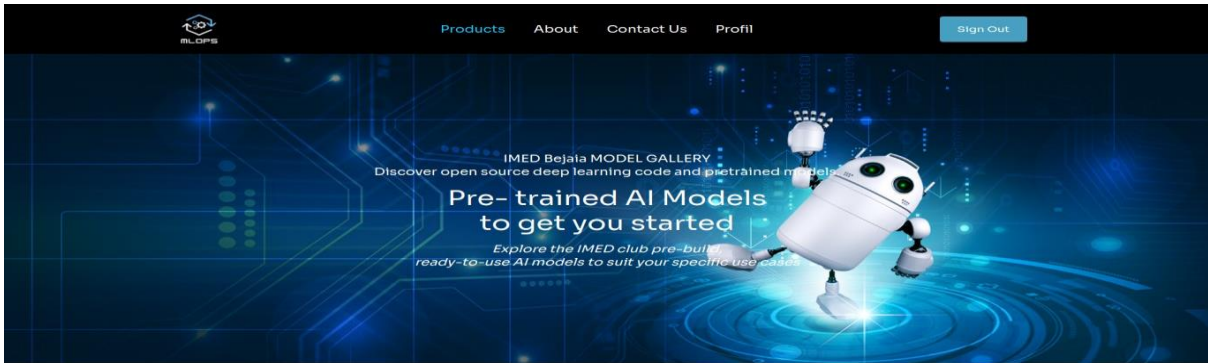 MLOPS
Products About Contact Us Profil
Sign Out
IMED Bejaia MODEL GALLERY
Discover open source deep learning code and pretrained models.
Pre- trained AI Models
to get you started
Explore the IMED club pre-build,
ready-to-use AI models to suit your specific use cases